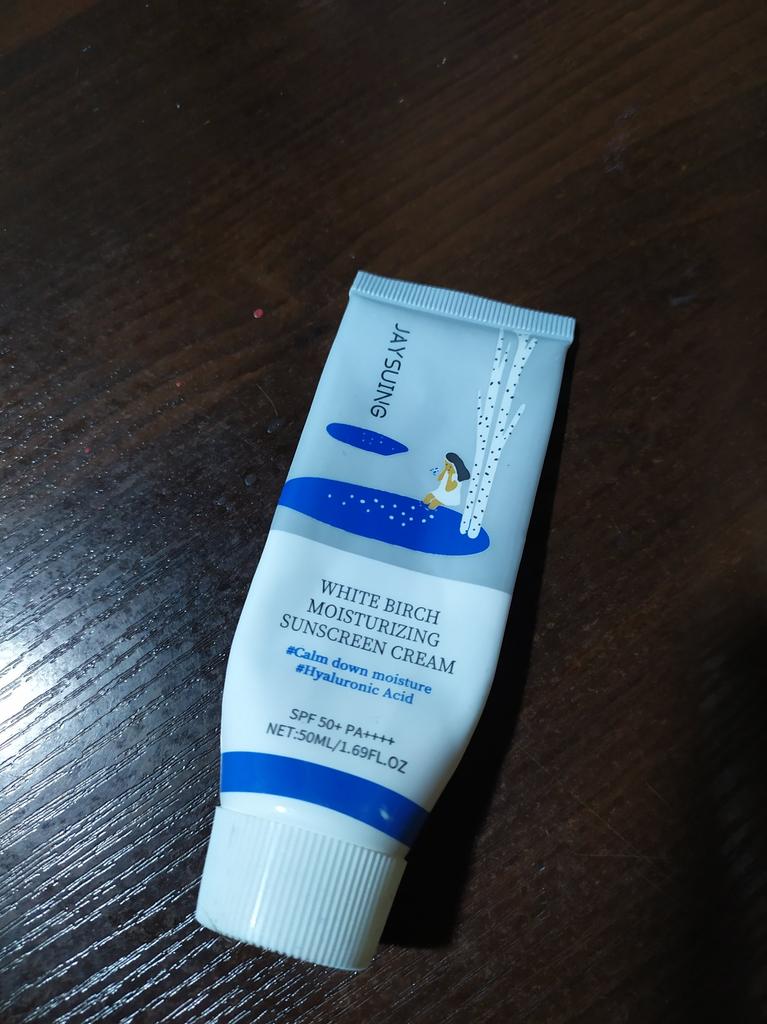 JAYSUING
WHITE BIRCH
MOISTURIZING
SUNSCREEN CREAM
#Calm down moisture
#Hyaluronic Acid
SPF 50+ PA++++
NET:50ML/1.69FL.OZ